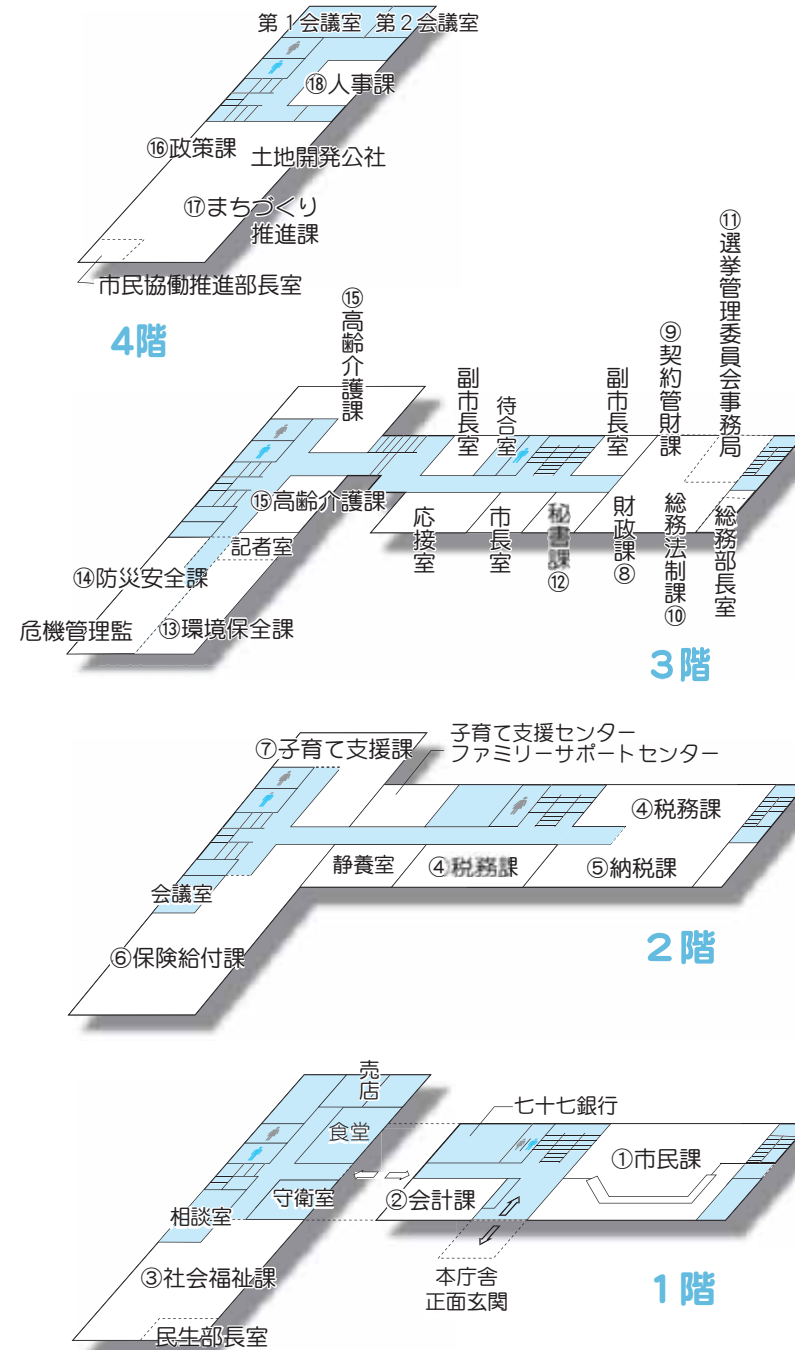 第1会議室 第2会議室
⑱人事課
⑯政策課 土地開発公社
⑰まちづくり
推進課
市民協働推進部長室
4階
⑮高齢介護課
副市長室
待合室
副市長室
⑨契約管財課
⑪選挙管理委員会事務局
⑮高齢介護課
記者室
⑭防災安全課
危機管理監
⑬環境保全課
応接室
市長室
⑫
財政課⑧
総務法制課⑩
総務部長室
3階
⑦子育て支援課
子育て支援センター
ファミリーサポートセンター
④税務課
静養室
④税務課
⑤納税課
会議室
⑥保険給付課
2階
売店
食堂
七十七銀行
①市民課
守衛室
②会計課
相談室
③社会福祉課
民生部長室
本庁舎
正面玄関
1階